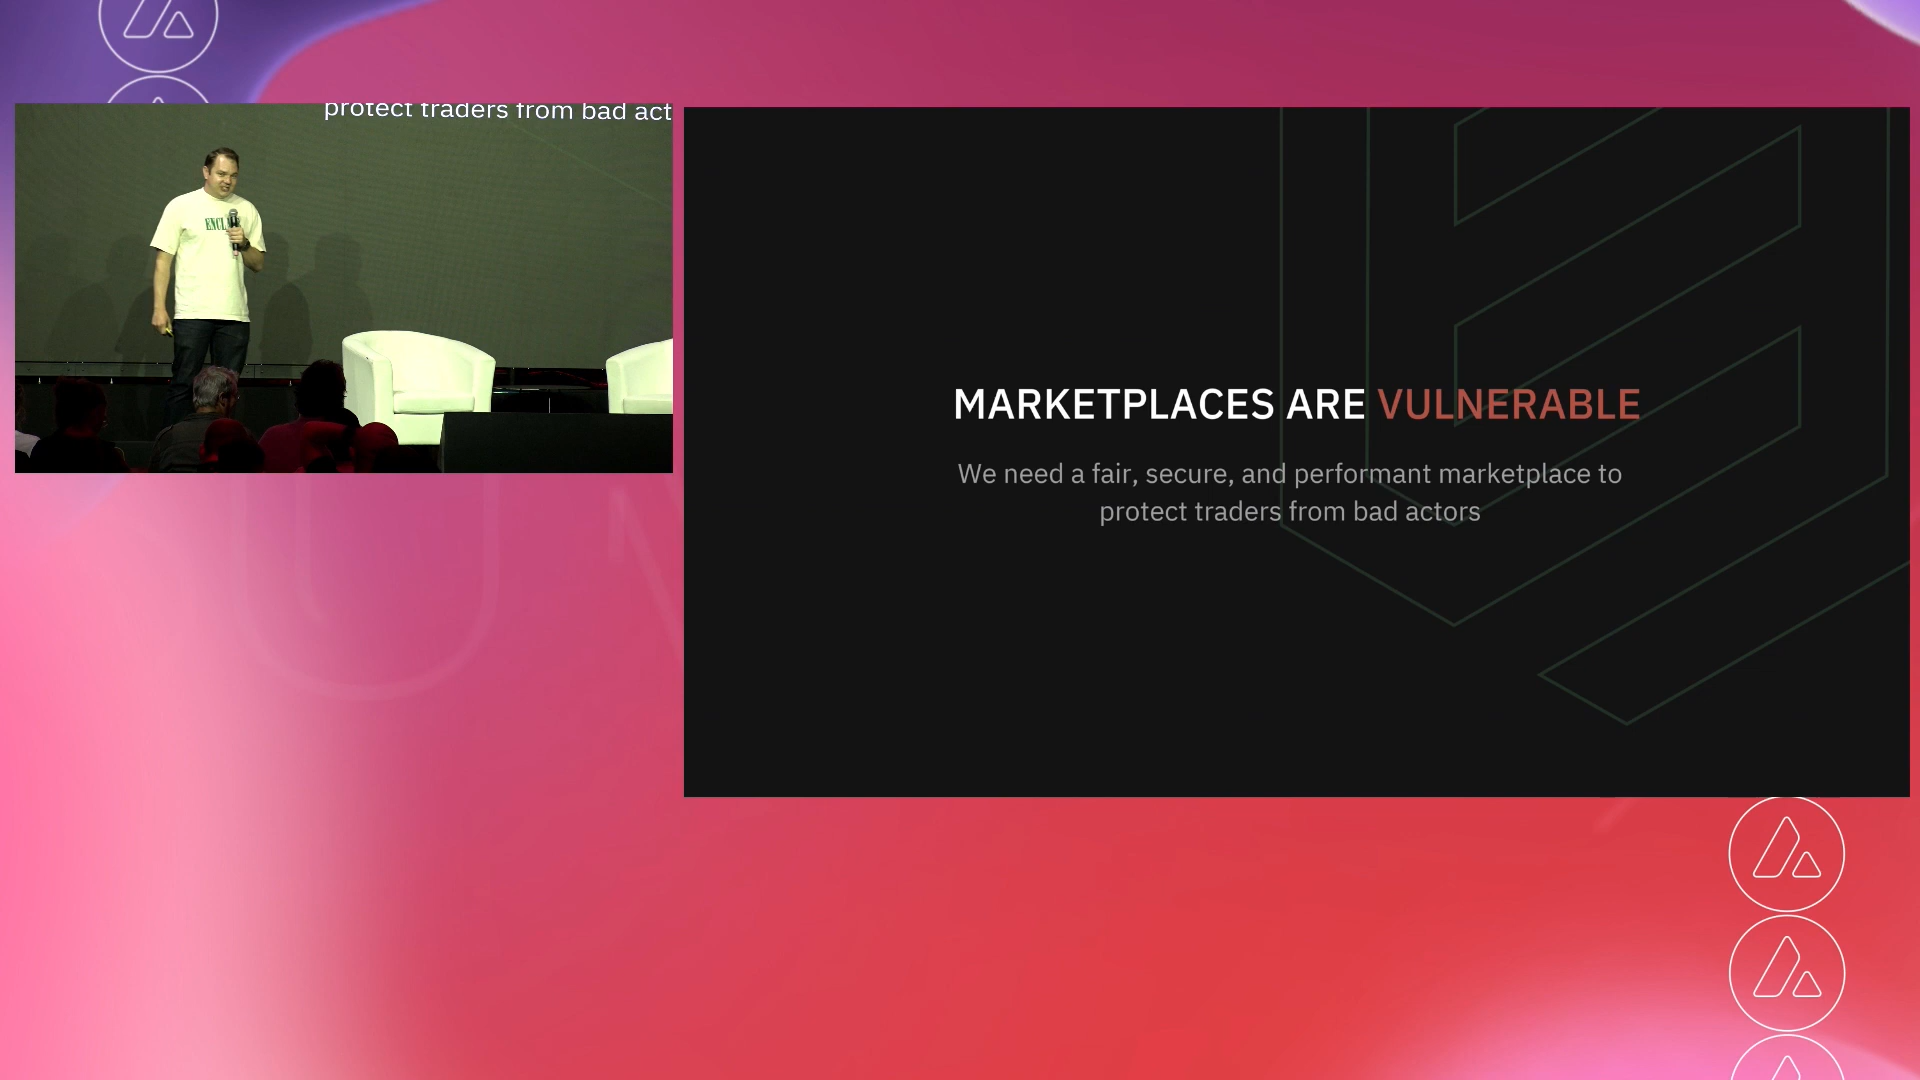 protect traders from bad act
MARKETPLACES ARE VULNERABLE
We need a fair, secure, and performant marketplace to
protect traders from bad actors